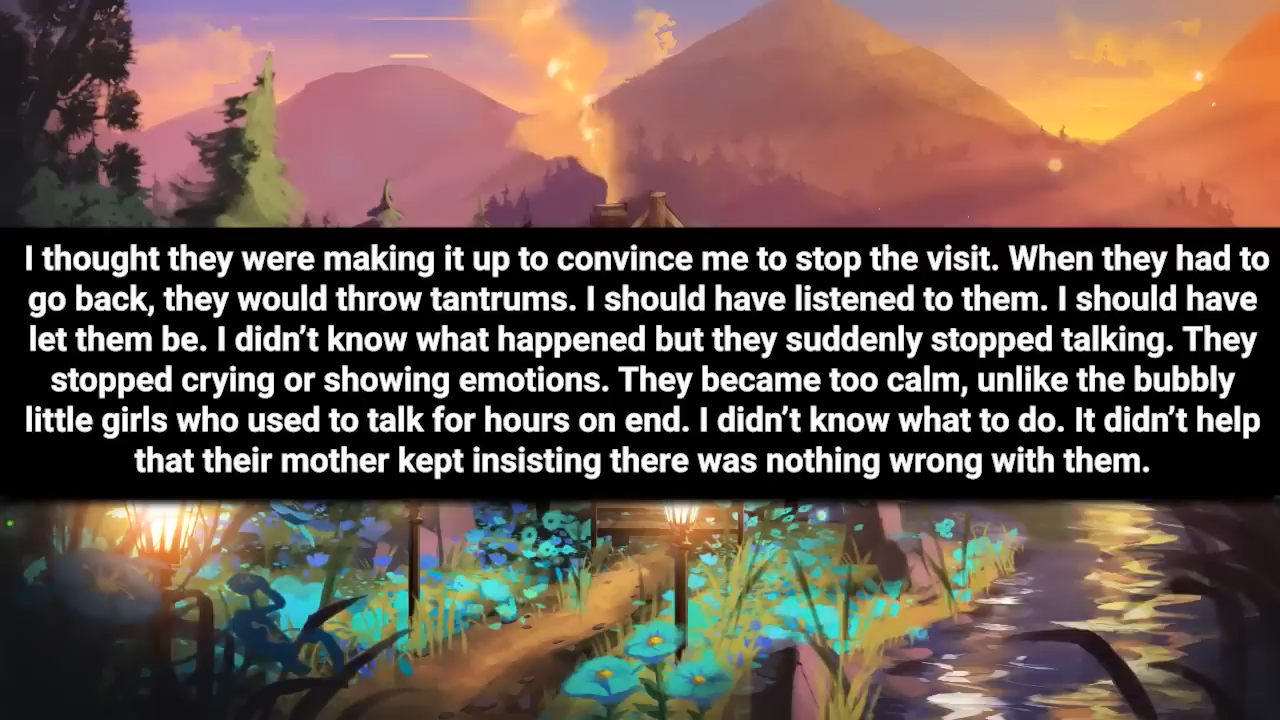 I thought they were making it up to convince me to stop the visit. When they had to
go back, they would throw tantrums. I should have listened to them. I should have
let them be. I didn’t know what happened but they suddenly stopped talking. They
stopped crying or showing emotions. They became too calm, unlike the bubbly
little girls who used to talk for hours on end. I didn’t know what to do. It didn’t help
that their mother kept insisting there was nothing wrong with them.